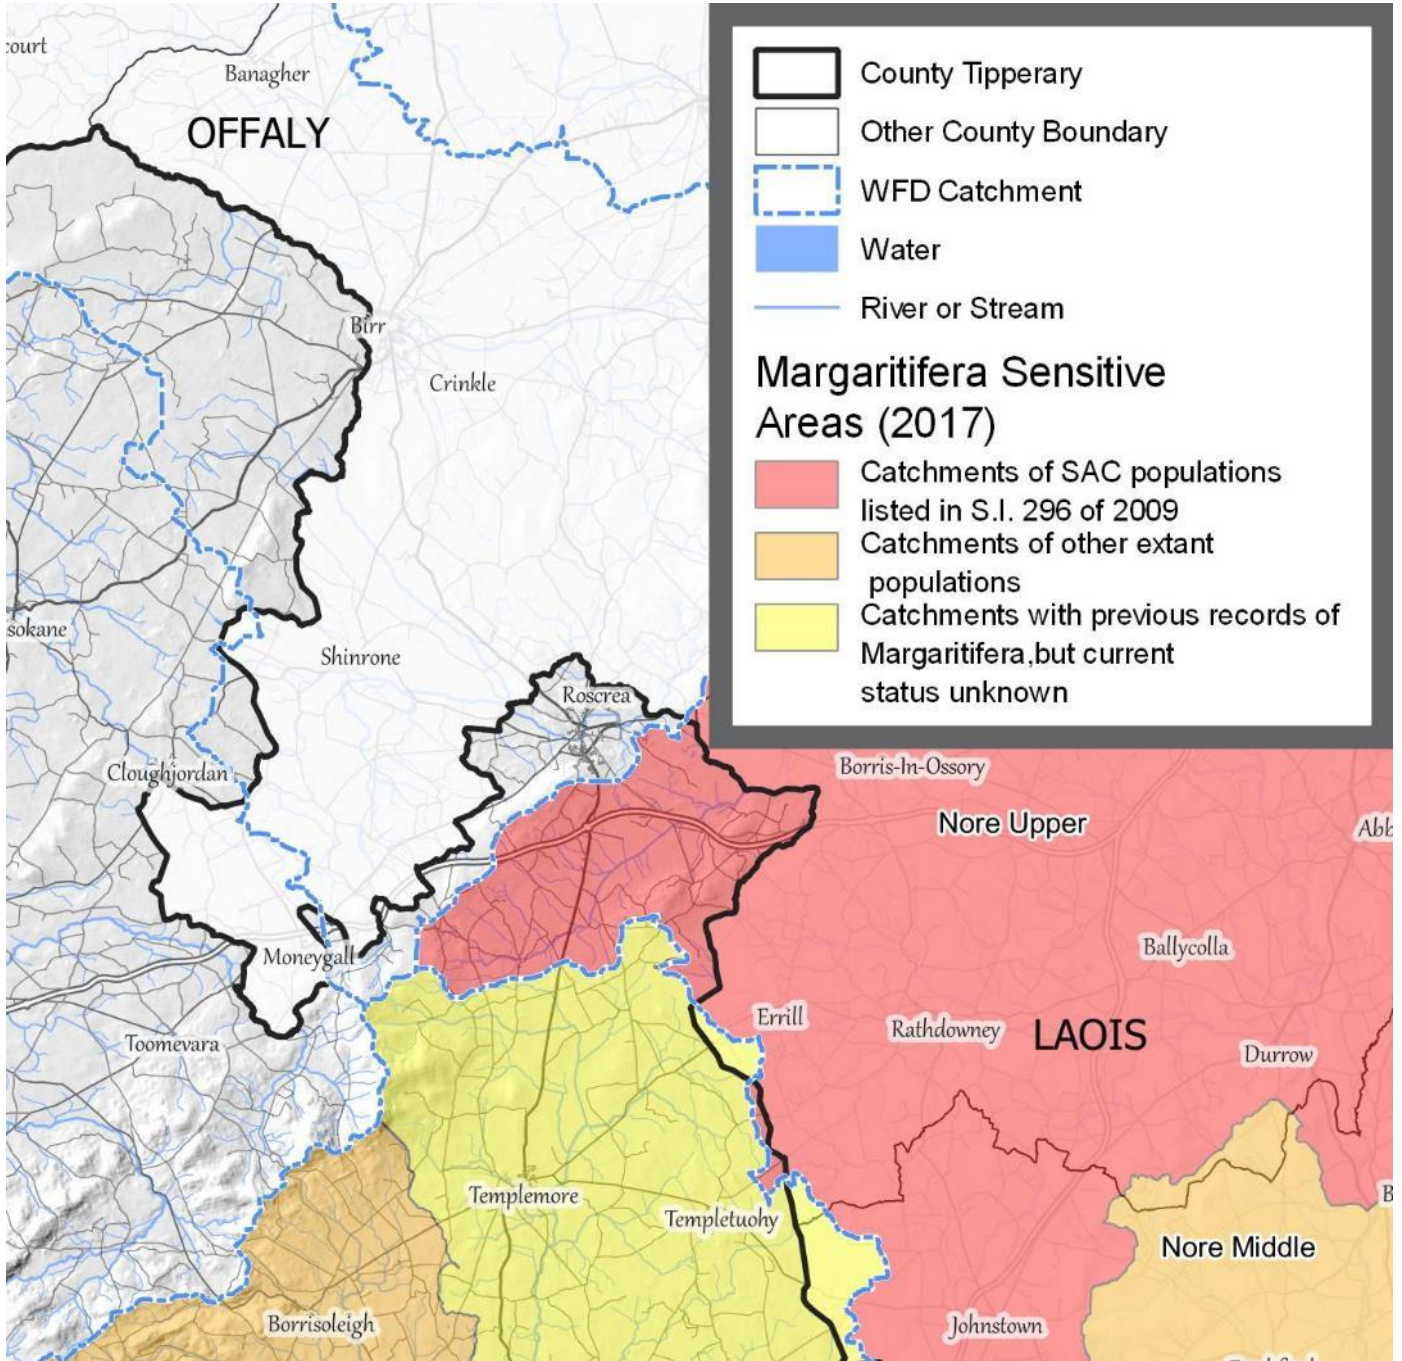 court
Banagher
OFFALY
Birr
Crinkle
sokane
Shinrone
Roscrea
Cloughjordan
Moneygall
Toomevara
Templemore
Templetuohy
Borrisoleigh
County Tipperary
Other County Boundary
WFD Catchment
Water
River or Stream
Margaritifera Sensitive
Areas (2017)
Catchments of SAC populations
listed in S.I. 296 of 2009
Catchments of other extant
populations
Catchments with previous records of
Margaritifera,but current
status unknown
Borris-In-Ossory
Nore Upper
Abb
Ballycolla
Errill
Rathdowney
LAOIS
Durrow
B
Nore Middle
Johnstown